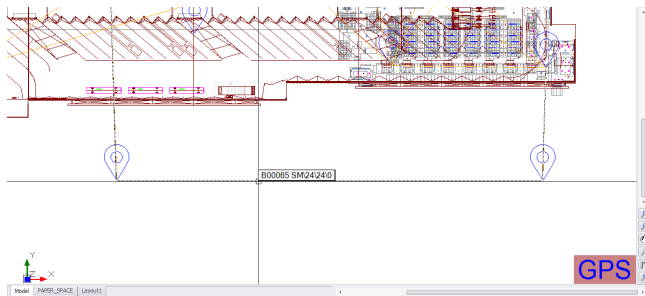 B00065 SM\24\24\0
GPS
Y
X
Z
Model PAPER_SPACE Layout1